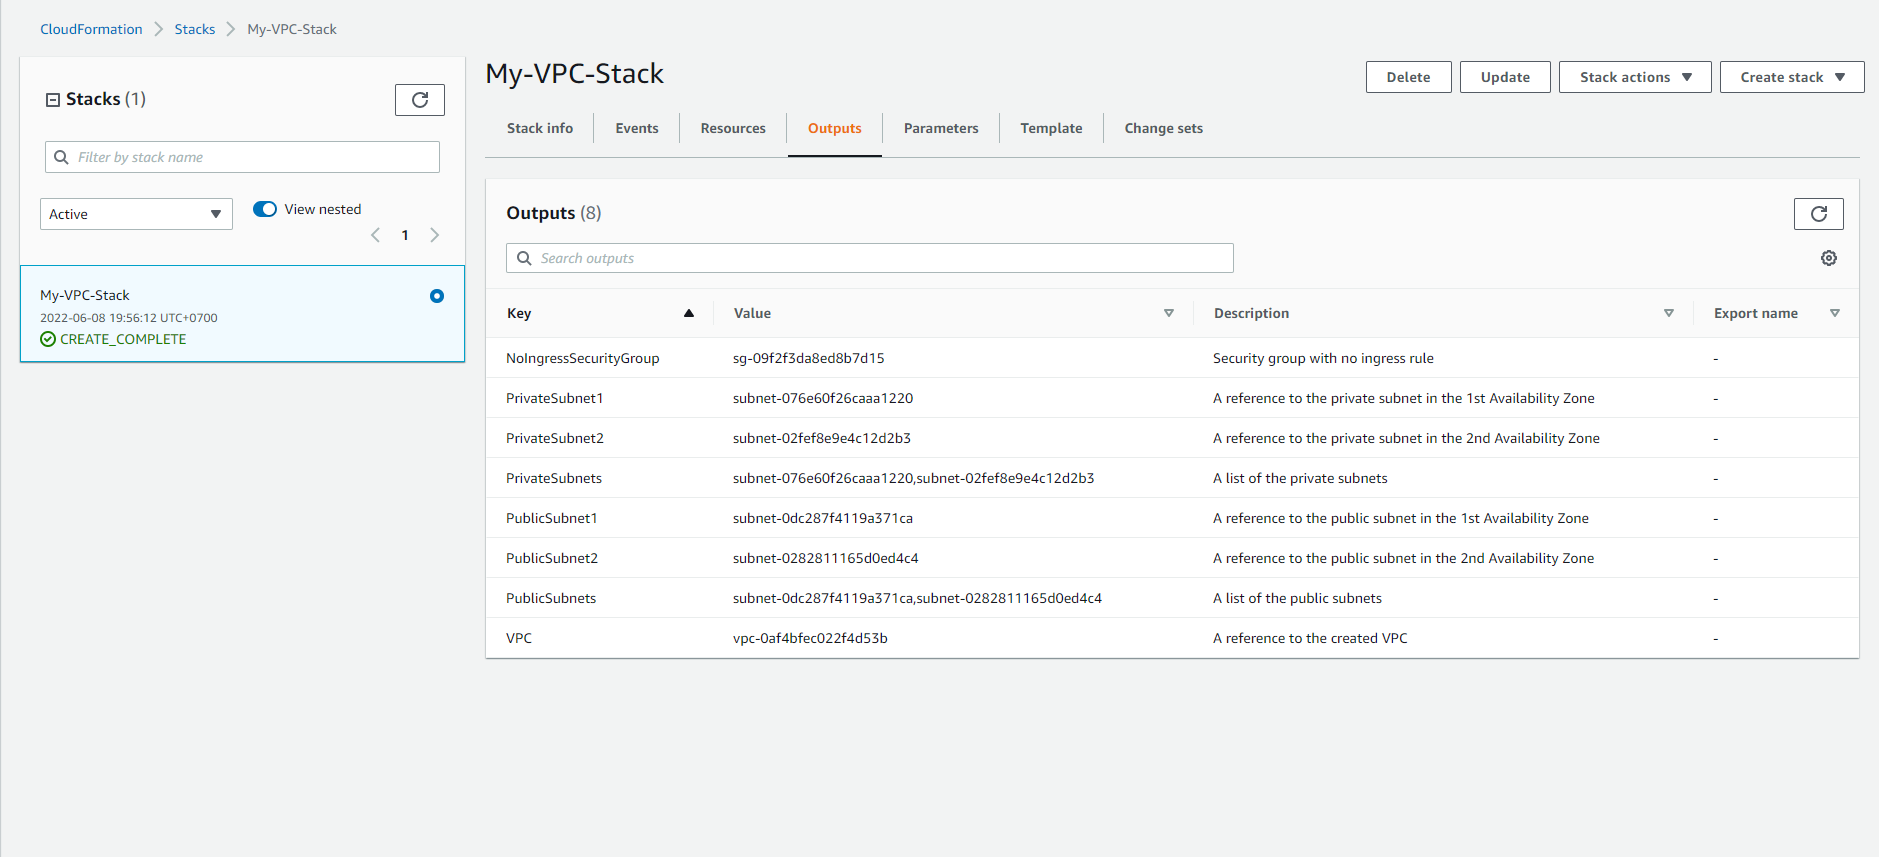 CloudFormation > Stacks > My-VPC-Stack
Stacks (1)
Filter by stack name
Active
View nested
1
My-VPC-Stack
2022-06-08 19:56:12 UTC+0700
CREATE_COMPLETE
My-VPC-Stack
Delete Update Stack actions Create stack
Stack info Events Resources Outputs Parameters Template Change sets
Outputs (8)
Search outputs
Key Value Description Export name
NoIngressSecurityGroup sg-09f2f3da8ed8b7d15 Security group with no ingress rule -
PrivateSubnet1 subnet-076e60f26caaa1220 A reference to the private subnet in the 1st Availability Zone -
PrivateSubnet2 subnet-02fef8e9e4c12d2b3 A reference to the private subnet in the 2nd Availability Zone -
PrivateSubnets subnet-076e60f26caaa1220,subnet-02fef8e9e4c12d2b3 A list of the private subnets -
PublicSubnet1 subnet-0dc287f4119a371ca A reference to the public subnet in the 1st Availability Zone -
PublicSubnet2 subnet-0282811165d0ed4c4 A reference to the public subnet in the 2nd Availability Zone -
PublicSubnets subnet-0dc287f4119a371ca,subnet-0282811165d0ed4c4 A list of the public subnets -
VPC vpc-0af4bfec022f4d53b A reference to the created VPC -